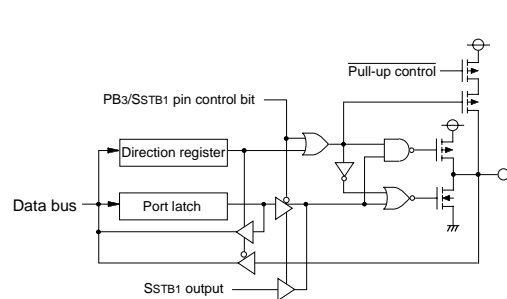 Pull-up control
PB3/SSTB1 pin control bit
Direction register
Data bus
Port latch
SSTB1 output